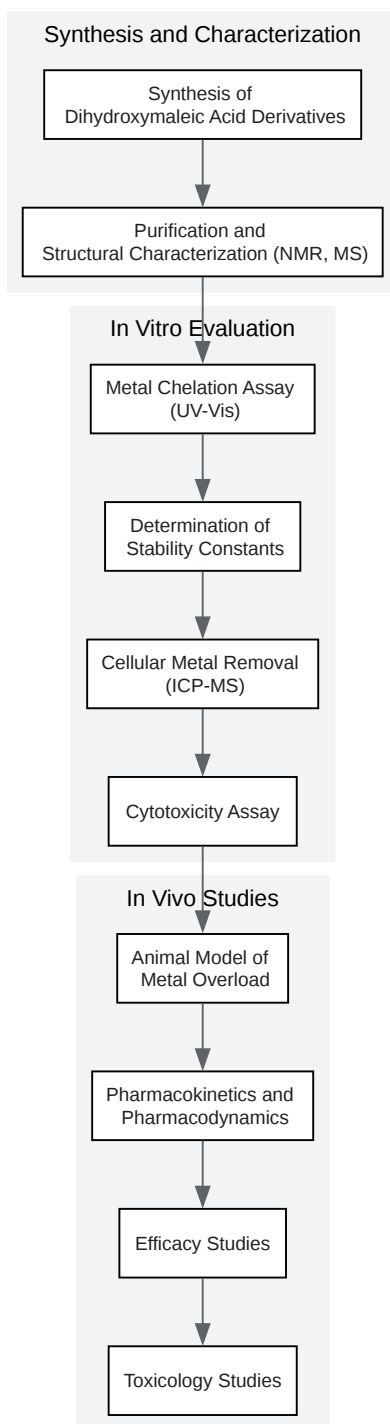 Synthesis and Characterization
Synthesis of
Dihydroxymaleic Acid Derivatives
Purification and
Structural Characterization (NMR, MS)
In Vitro Evaluation
Metal Chelation Assay
(UV-Vis)
Determination of
Stability Constants
Cellular Metal Removal
(ICP-MS)
Cytotoxicity Assay
In Vivo Studies
Animal Model of
Metal Overload
Pharmacokinetics and
Pharmacodynamics
Efficacy Studies
Toxicology Studies